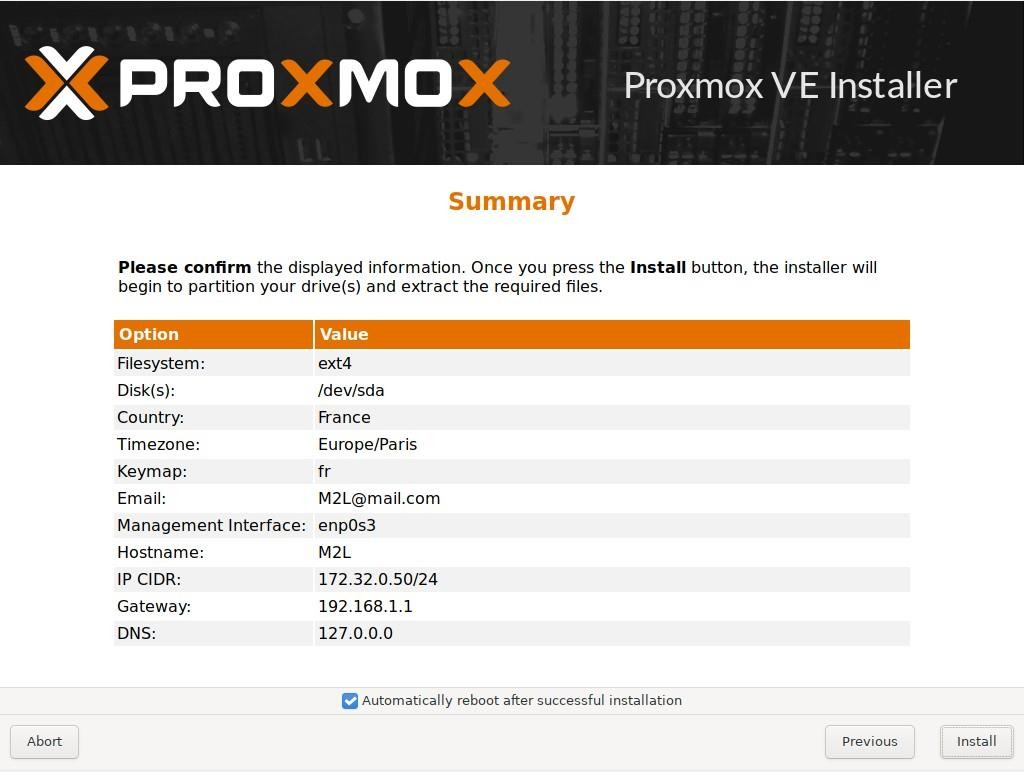 PROXMOX
Proxmox VE Installer
Summary
Please confirm the displayed information. Once you press the Install button, the installer will
begin to partition your drive(s) and extract the required files.
Option Value
Filesystem: ext4
Disk(s): /dev/sda
Country: France
Timezone: Europe/Paris
Keymap: fr
Email: M2L@mail.com
Management Interface: enp0s3
Hostname: M2L
IP CIDR: 172.32.0.50/24
Gateway: 192.168.1.1
DNS: 127.0.0.0
Automatically reboot after successful installation
Abort Previous Install